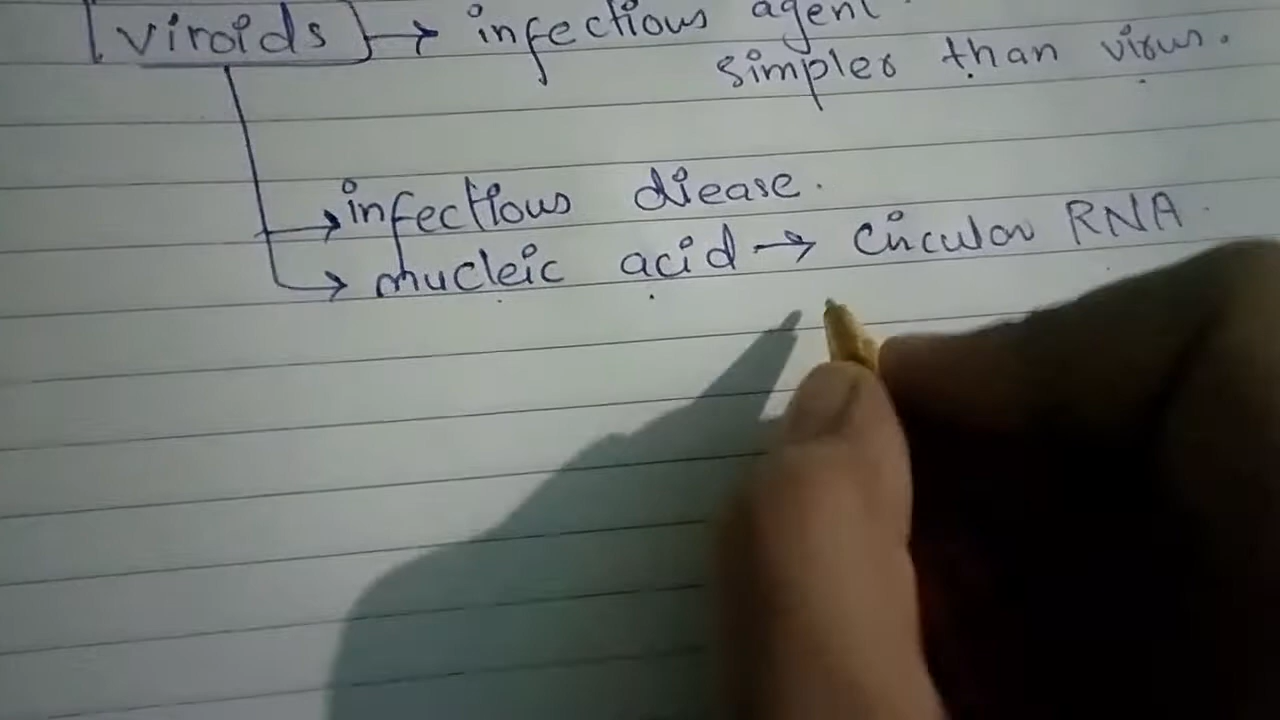 viroids → infectious agent
simpler than virus.
→ infectious diease.
→ nucleic acid → Circular RNA